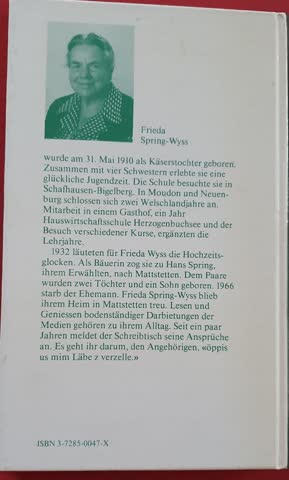 Frieda
Spring-Wyss
wurde am 31. Mai 1910 als Käserstochter geboren.
Zusammen mit vier Schwestern erlebte sie eine
glückliche Jugendzeit. Die Schule besuchte sie in
Schafhausen-Bigelberg. In Moudon und Neuen-
burg schlossen sich zwei Welschlandjahre an.
Mitarbeit in einem Gasthof, ein Jahr
Hauswirtschaftsschule Herzogenbuchsee und der
Besuch verschiedener Kurse, ergänzten die
Lehrjahre.
1932 läuteten für Frieda Wyss die Hochzeits-
glocken. Als Bäuerin zog sie zu Hans Spring,
ihrem Erwählten, nach Mattstetten. Dem Paare
wurden zwei Töchter und ein Sohn geboren. 1966
starb der Ehemann. Frieda Spring-Wyss blieb
ihrem Heim in Mattstetten treu. Lesen und
Geniessen bodenständiger Darbietungen der
Medien gehören zu ihrem Alltag. Seit ein paar
Jahren meldet der Schreibtisch seine Ansprüche
an. Es geht ihr darum, den Angehörigen, «öppis
us mim Läbe z verzelle.»
ISBN 3-7285-0047-X